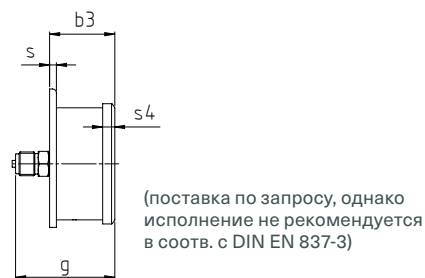 b3
s
s4
(поставка по запросу, однако
исполнение не рекомендуется
в соотв. с DIN EN 837-3)
g